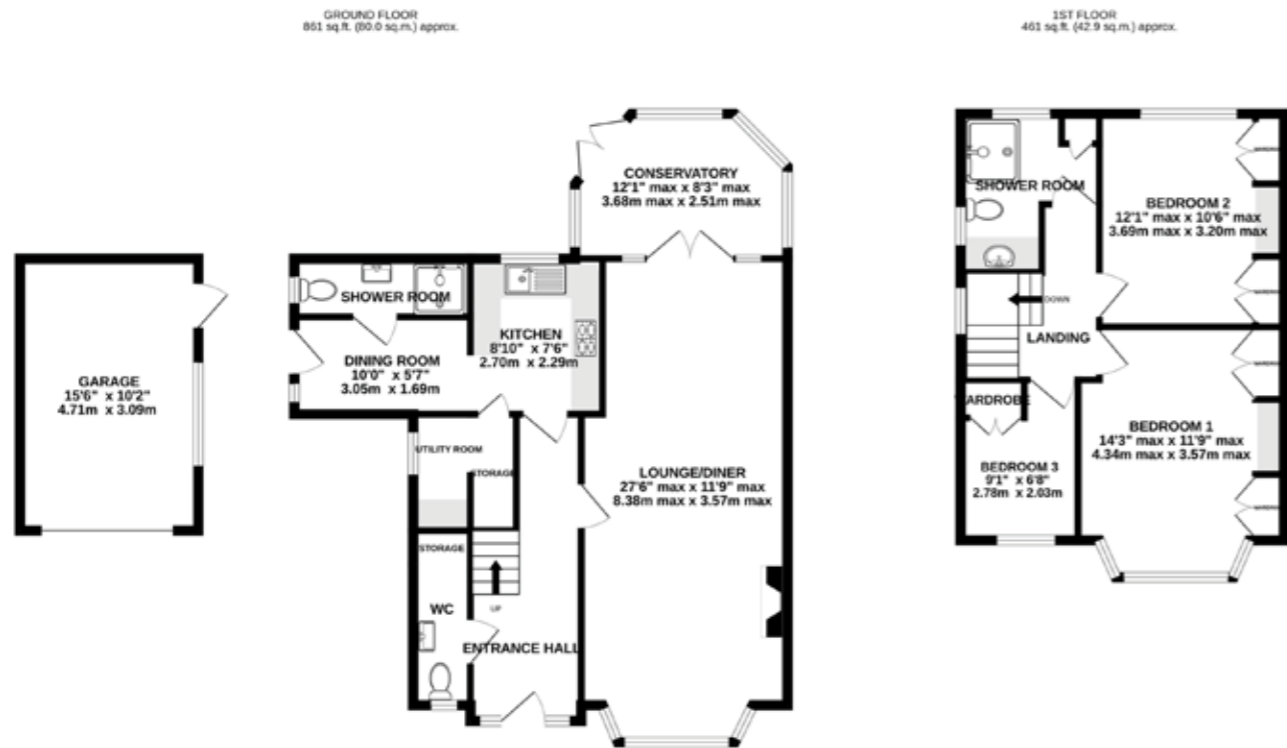 GROUND FLOOR
861 sq.ft. (80.0 sq.m.) approx.
1ST FLOOR
461 sq.ft. (42.9 sq.m.) approx.
CONSERVATORY
12'1" max x 8'3" max
3.68m max x 2.51m max
SHOWER ROOM
KITCHEN
8'10" x 7'6"
2.70m x 2.29m
DINING ROOM
10'0" x 5'7"
3.05m x 1.69m
GARAGE
15'6" x 10'2"
4.71m x 3.09m
UTILITY ROOM
STORAGE
LOUNGE/DINER
27'6" max x 11'9" max
8.38m max x 3.57m max
STORAGE
WC
UP
ENTRANCE HALL
SHOWER ROOM
BEDROOM 2
12'1" max x 10'6" max
3.69m max x 3.20m max
DOWN
LANDING
WARDROBE
BEDROOM 1
14'3" max x 11'9" max
4.34m max x 3.57m max
BEDROOM 3
9'1" x 6'8"
2.78m x 2.03m